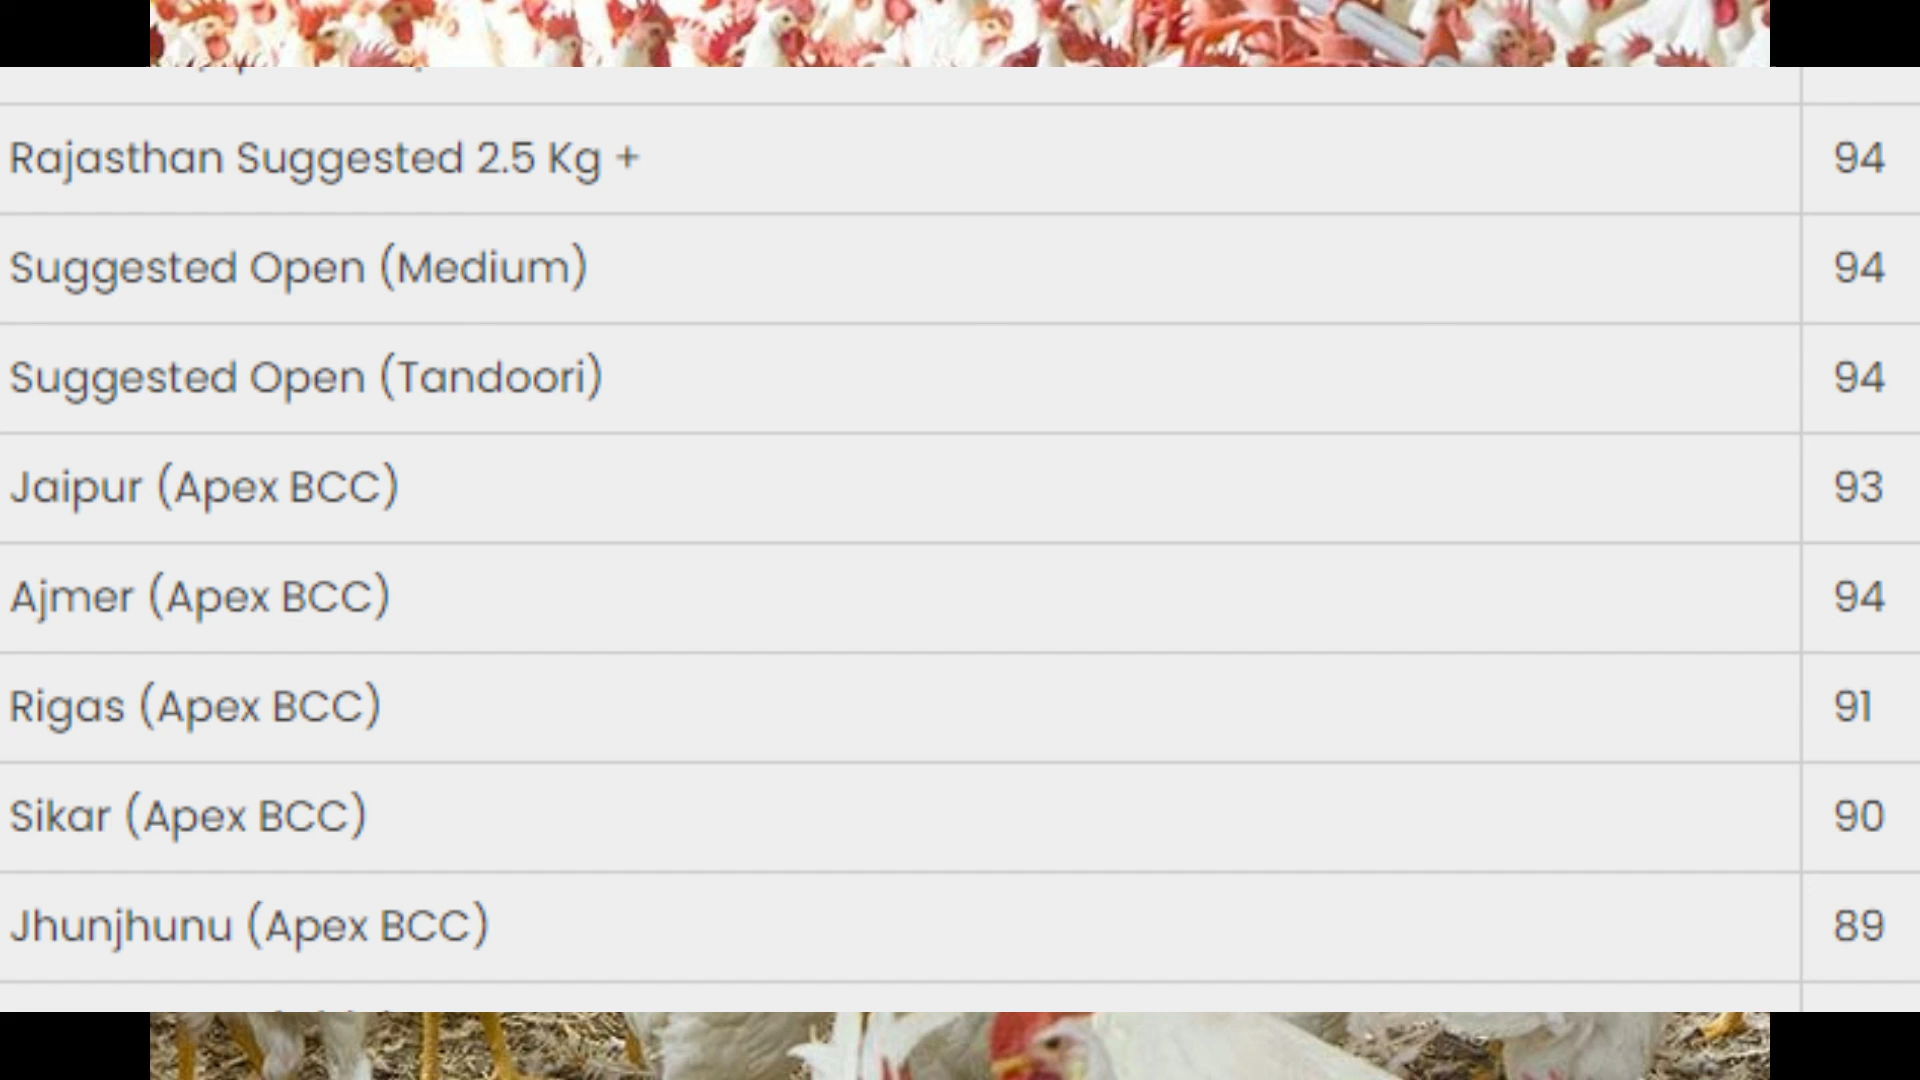 Rajasthan Suggested 2.5 Kg + 94
Suggested Open (Medium) 94
Suggested Open (Tandoori) 94
Jaipur (Apex BCC) 93
Ajmer (Apex BCC) 94
Rigas (Apex BCC) 91
Sikar (Apex BCC) 90
Jhunjhunu (Apex BCC) 89